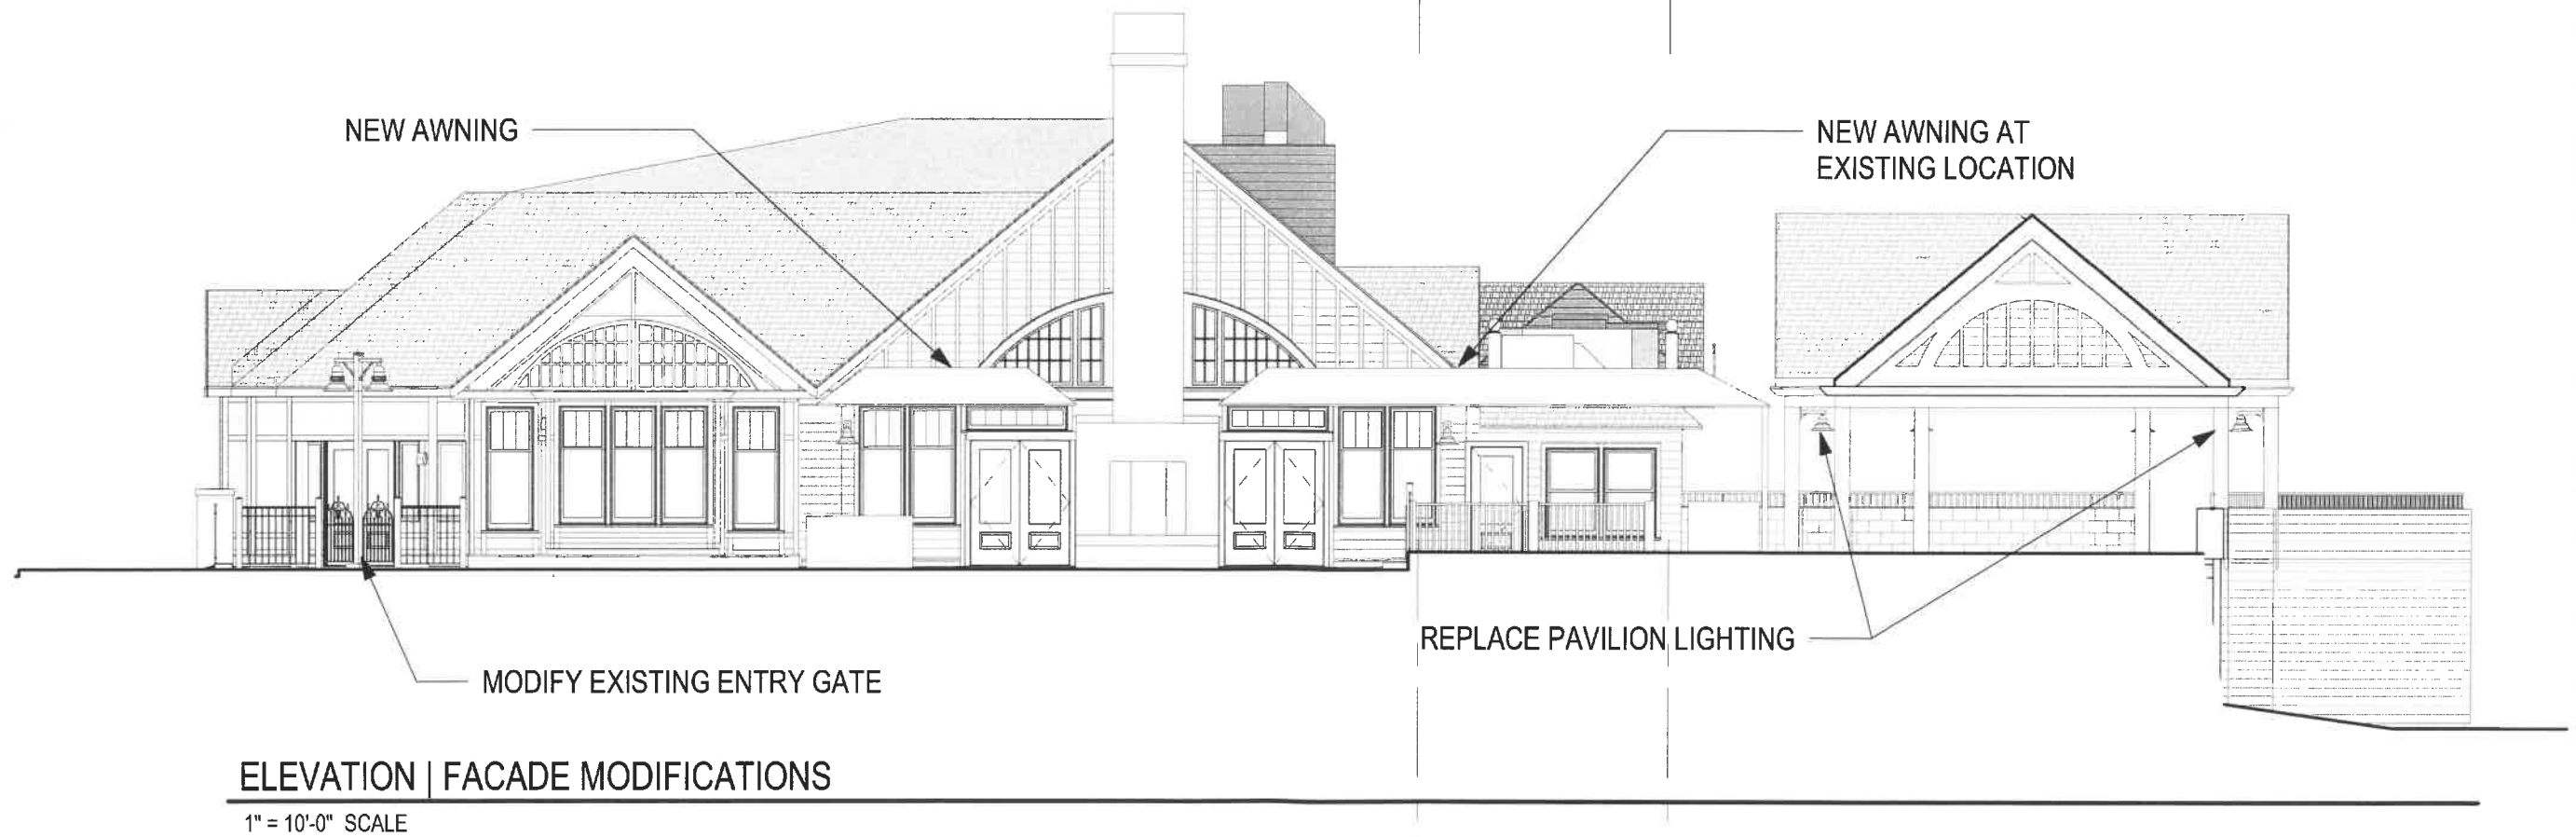 NEW AWNING
NEW AWNING AT
EXISTING LOCATION
REPLACE PAVILION LIGHTING
MODIFY EXISTING ENTRY GATE
ELEVATION | FACADE MODIFICATIONS
1" = 10'-0" SCALE